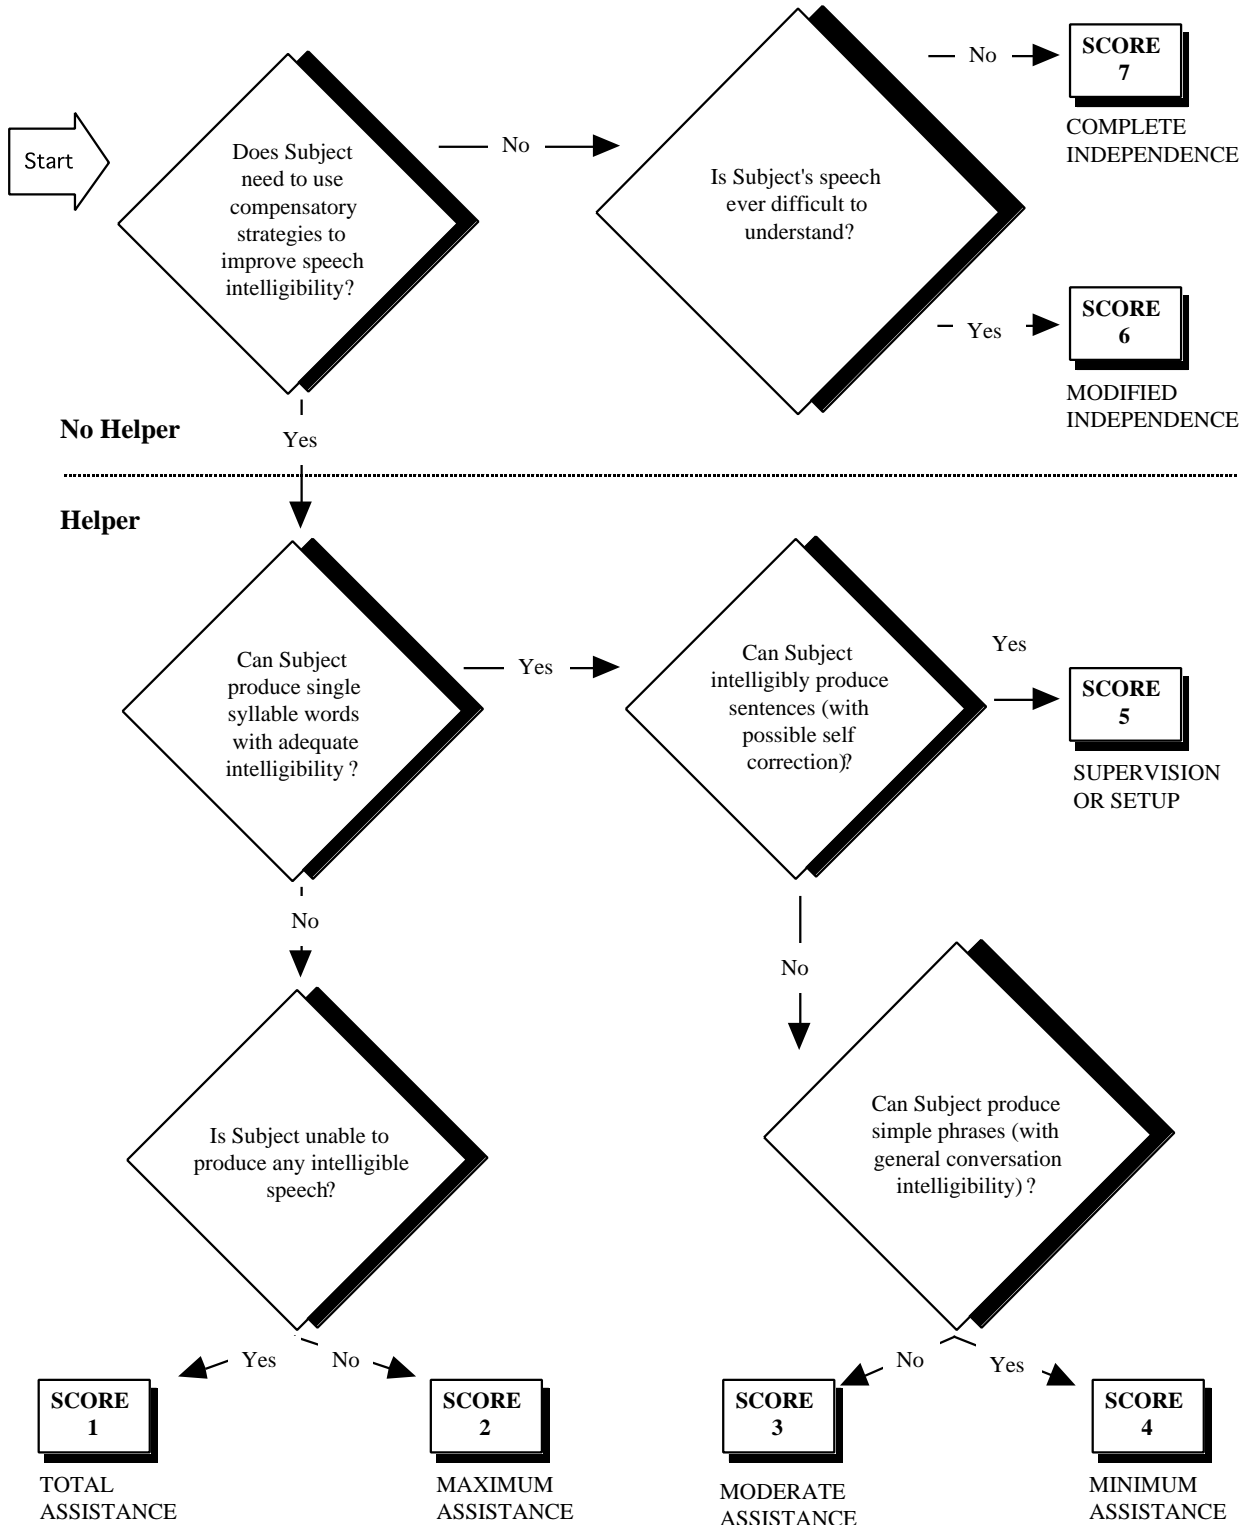 Start
Does Subject
need to use
compensatory
strategies to
improve speech
intelligibility?
No
Is Subject's speech
ever difficult to
understand?
No
SCORE
7
COMPLETE
INDEPENDENCE
Yes
SCORE
6
MODIFIED
INDEPENDENCE
No Helper
Yes
Helper
Can Subject
produce single
syllable words
with adequate
intelligibility ?
Yes
Can Subject
intelligibly produce
sentences (with
possible self
correction)?
Yes
SCORE
5
SUPERVISION
OR SETUP
No
No
Is Subject unable to
produce any intelligible
speech?
Can Subject produce
simple phrases (with
general conversation
intelligibility) ?
Yes
No
No
Yes
SCORE
1
TOTAL
ASSISTANCE
SCORE
2
MAXIMUM
ASSISTANCE
SCORE
3
MODERATE
ASSISTANCE
SCORE
4
MINIMUM
ASSISTANCE